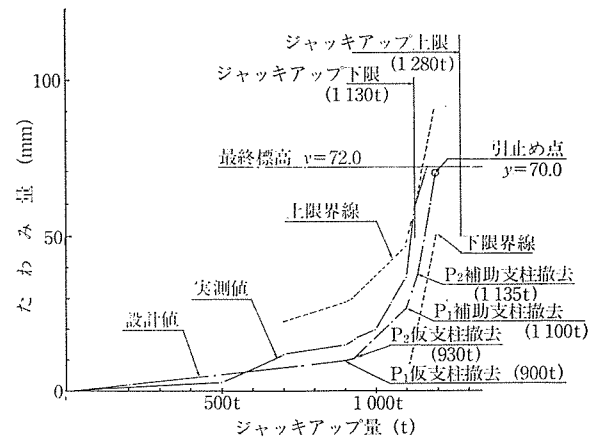 ジャッキアップ上限
(1 280t)
ジャッキアップ下限
(1 130t)
100
最終標高 y=72.0
引止め点
y=70.0
上限界線
50
下限界線
実測値
P₂補助支柱撤去
(1 135t)
設計値
P₁補助支柱撤去
(1 100t)
P₂仮支柱撤去
(930t)
P₁仮支柱撤去 (900t)
0
500t
1 000t
ジャッキアップ量 (t)
たわみ量 (mm)